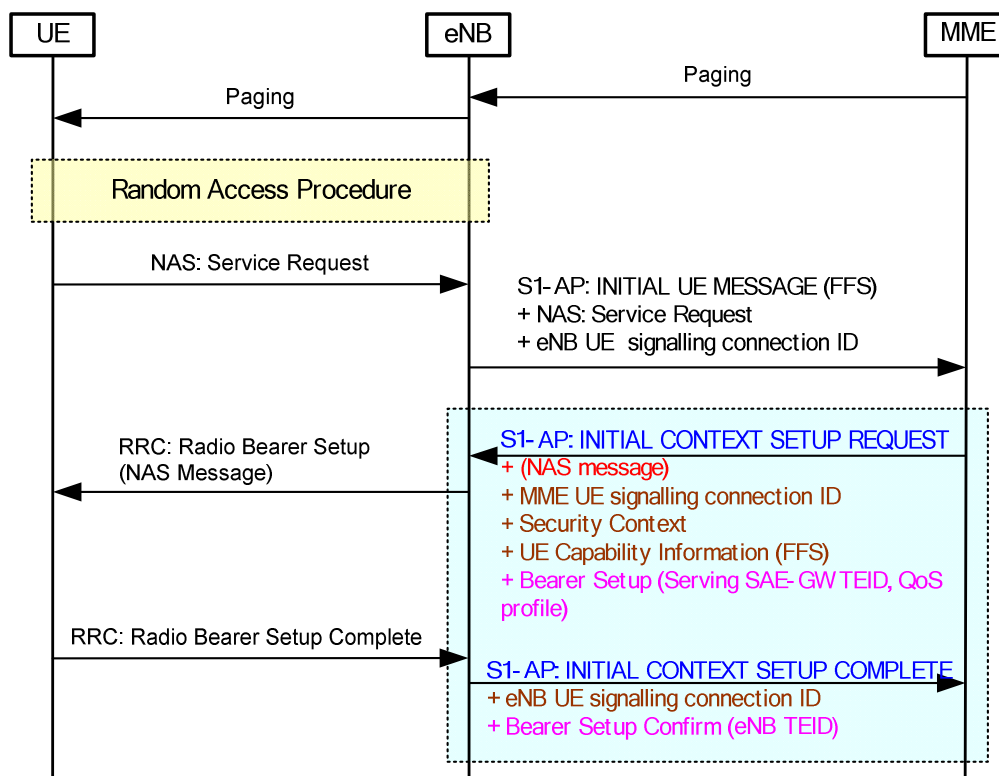 UE
eNB
MME
Paging
Paging
Random Access Procedure
NAS: Service Request
S1-AP: INITIAL UE MESSAGE (FFS)
+ NAS: Service Request
+ eNB UE signalling connection ID
RRC: Radio Bearer Setup
(NAS Message)
S1-AP: INITIAL CONTEXT SETUP REQUEST
+ (NAS message)
+ MME UE signalling connection ID
+ Security Context
+ UE Capability Information (FFS)
+ Bearer Setup (Serving SAE-GW TEID, QoS
profile)
RRC: Radio Bearer Setup Complete
S1-AP: INITIAL CONTEXT SETUP COMPLETE
+ eNB UE signalling connection ID
+ Bearer Setup Confirm (eNB TEID)